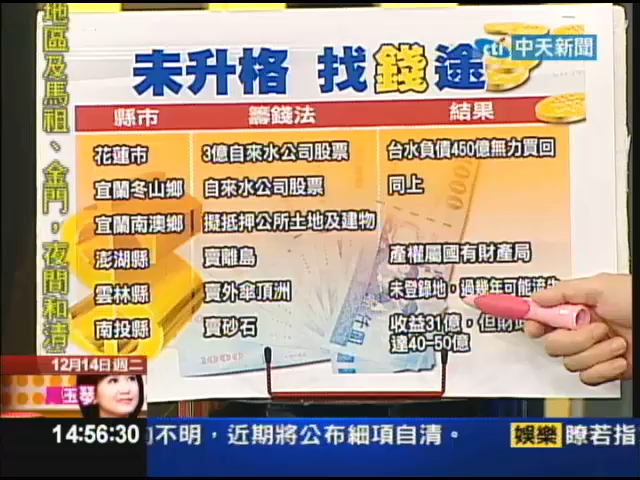 地區及馬祖、金門，夜間和清
cti 中天新聞
未升格 找錢途
縣市 籌錢法 結果
花蓮市 3億自來水公司股票 台水負債450億無力買回
宜蘭冬山鄉 自來水公司股票 同上
宜蘭南澳鄉 擬抵押公所土地及建物
澎湖縣 賣離島 產權屬國有財產局
雲林縣 賣外傘頂洲 未登錄地，過幾年可能流失
南投縣 賣砂石 收益31億，但財
達40-50億
12月14日週二
玉琴
14:56:30 不明，近期將公布細項自清。 娛樂 瞭若指